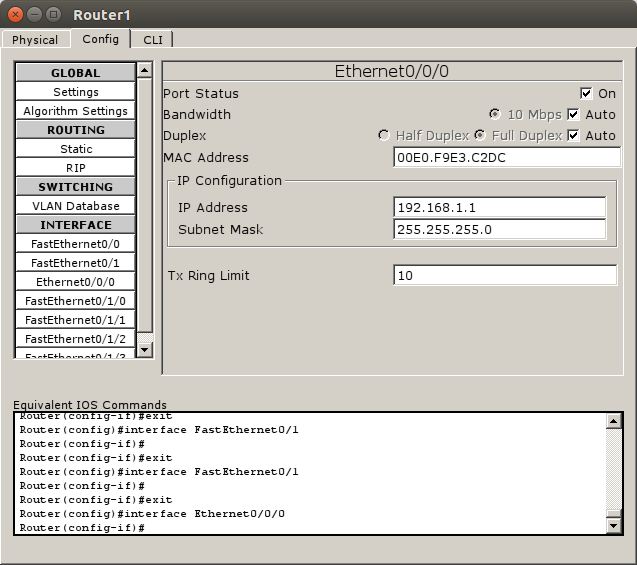 Router1
Physical Config CLI
GLOBAL
Settings
Algorithm Settings
ROUTING
Static
RIP
SWITCHING
VLAN Database
INTERFACE
FastEthernet0/0
FastEthernet0/1
Ethernet0/0/0
FastEthernet0/1/0
FastEthernet0/1/1
FastEthernet0/1/2
FastEthernet0/1/3
Ethernet0/0/0
Port Status On
Bandwidth 10 Mbps Auto
Duplex Half Duplex Full Duplex Auto
MAC Address 00E0.F9E3.C2DC
IP Configuration
IP Address 192.168.1.1
Subnet Mask 255.255.255.0
Tx Ring Limit 10
Equivalent IOS Commands
Router(config-if)#exit
Router(config)#interface FastEthernet0/1
Router(config-if)#
Router(config-if)#exit
Router(config)#interface FastEthernet0/1
Router(config-if)#
Router(config-if)#exit
Router(config)#interface Ethernet0/0/0
Router(config-if)#